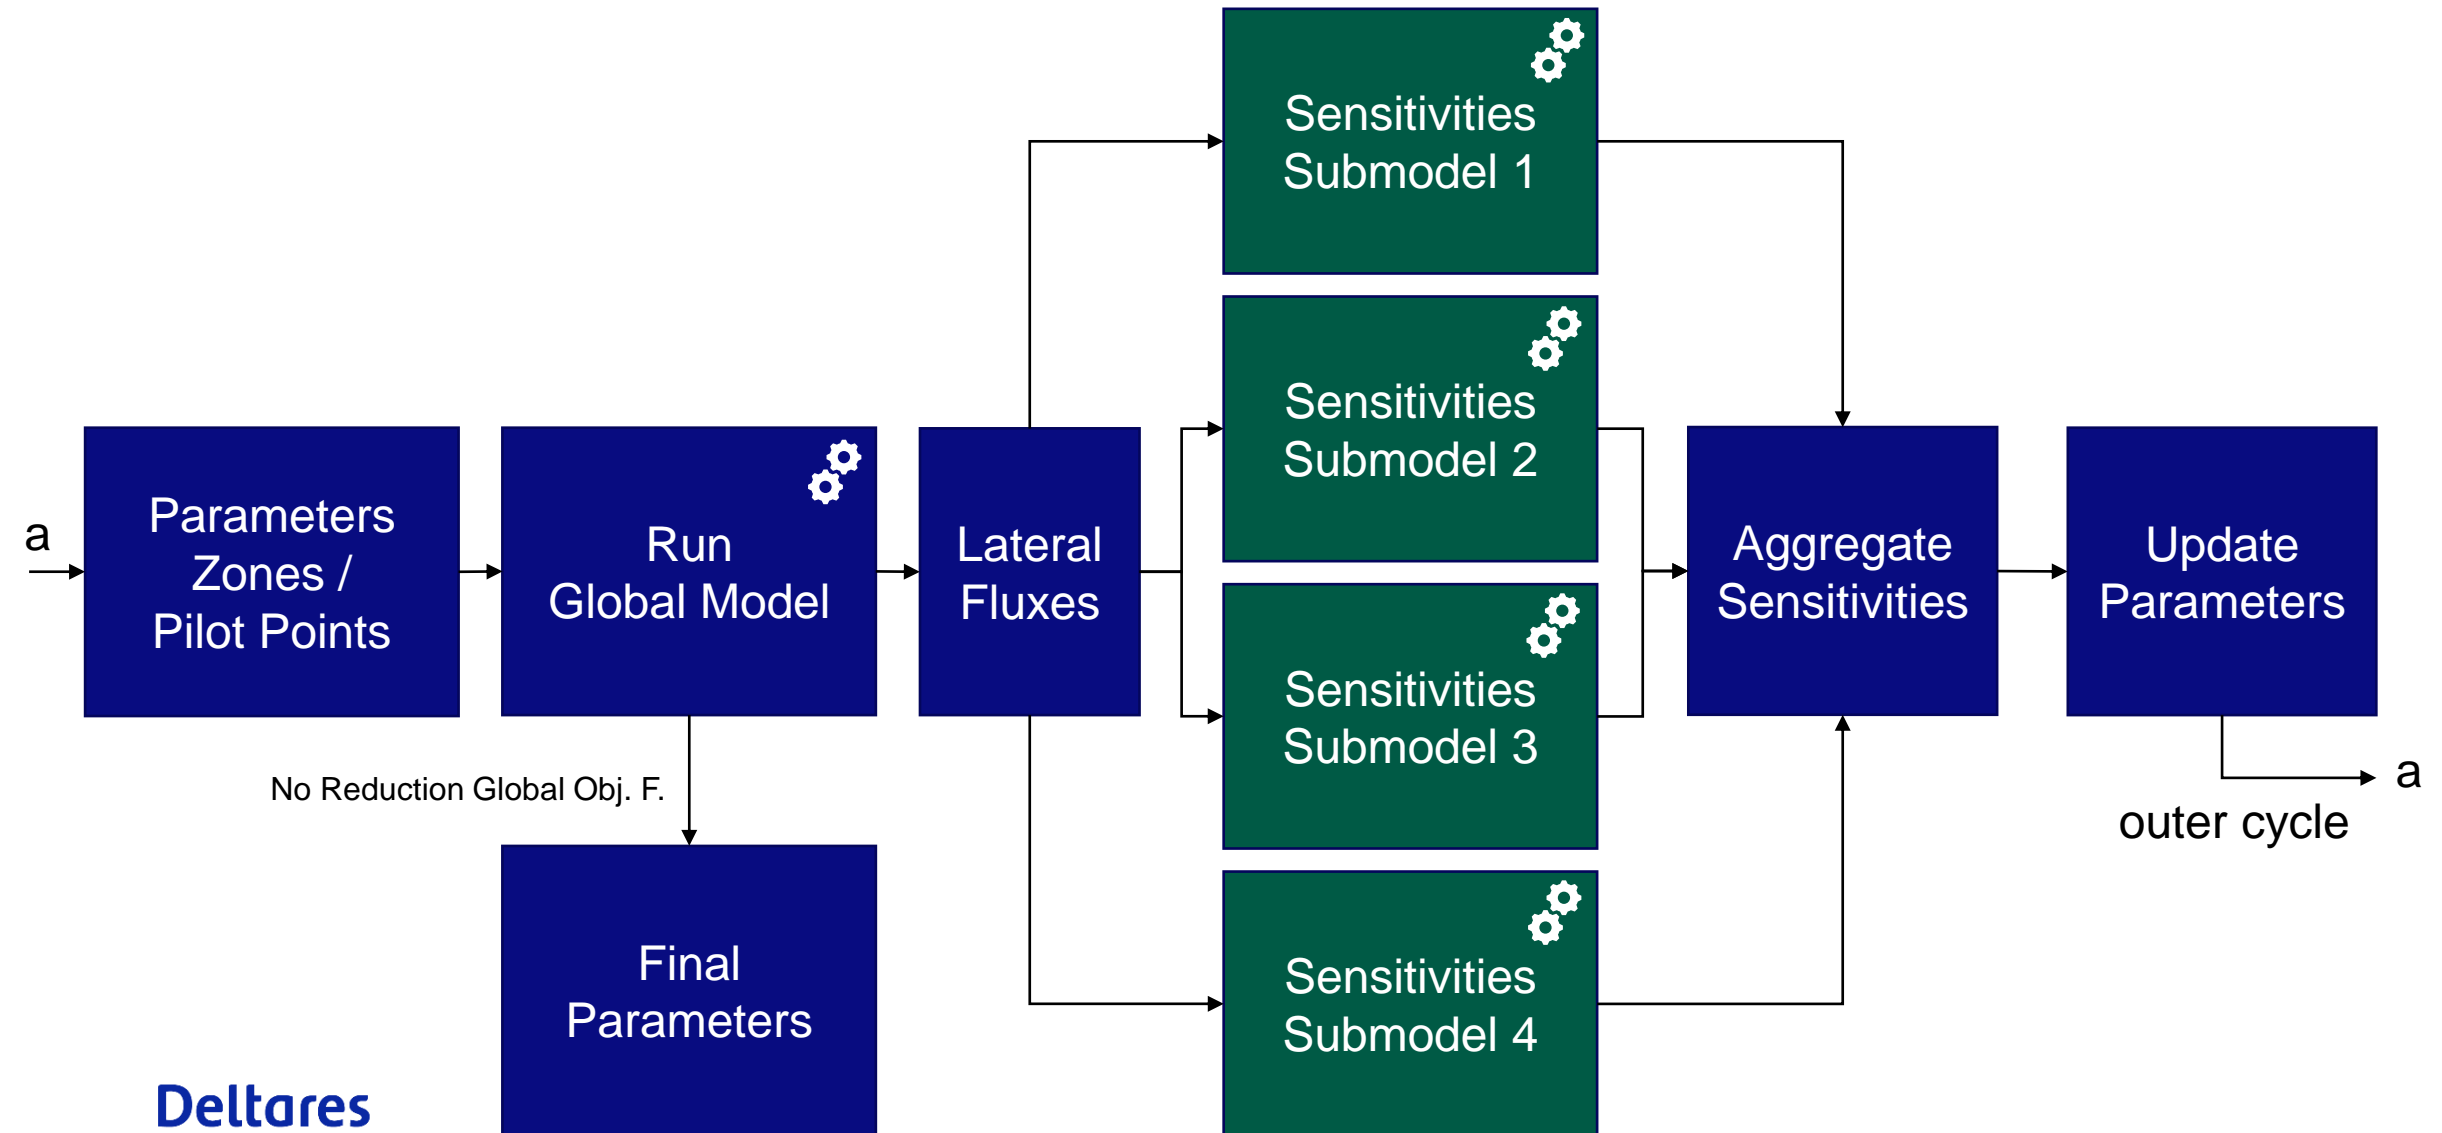 a
Parameters
Zones /
Pilot Points
Run
Global Model
No Reduction Global Obj. F.
Final
Parameters
Lateral
Fluxes
Sensitivities
Submodel 1
Sensitivities
Submodel 2
Sensitivities
Submodel 3
Sensitivities
Submodel 4
Aggregate
Sensitivities
Update
Parameters
a
outer cycle
Deltares